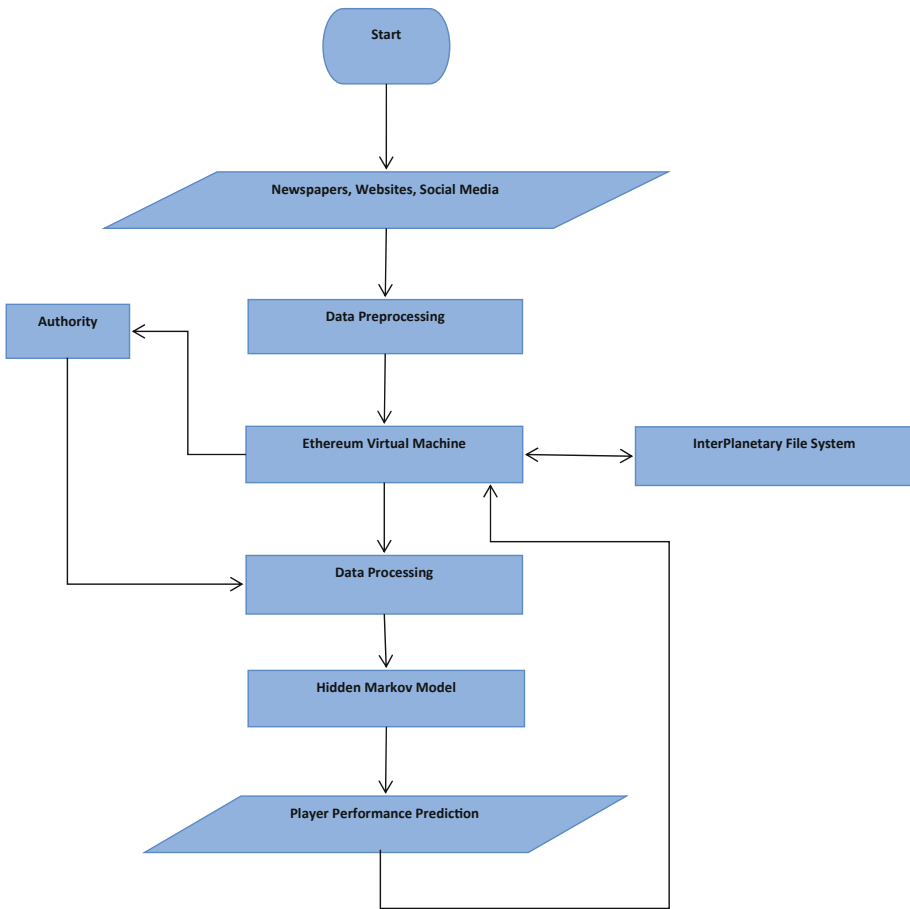 Start
Newspapers, Websites, Social Media
Data Preprocessing
Authority
Ethereum Virtual Machine
InterPlanetary File System
Data Processing
Hidden Markov Model
Player Performance Prediction